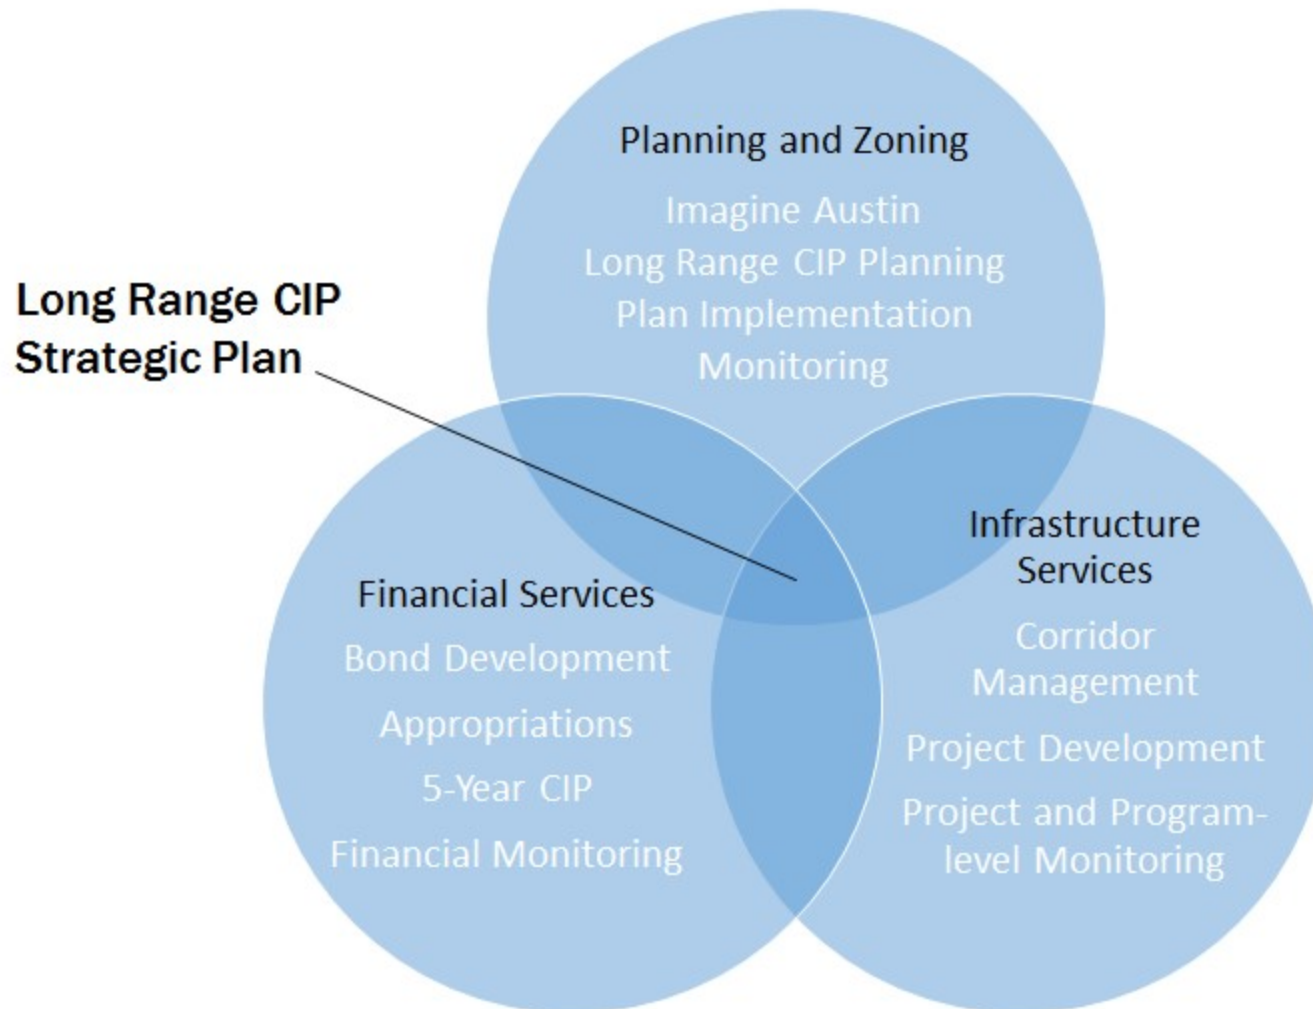 Planning and Zoning
Imagine Austin
Long Range CIP Planning
Plan Implementation
Monitoring
Long Range CIP
Strategic Plan
Financial Services
Bond Development
Appropriations
5-Year CIP
Financial Monitoring
Infrastructure
Services
Corridor
Management
Project Development
Project and Program-
level Monitoring